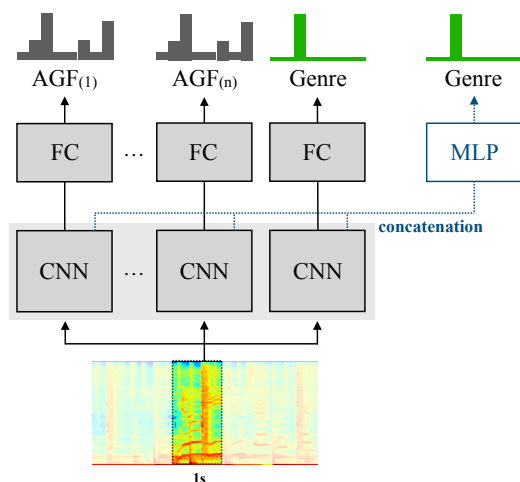 AGF(1) AGF(n) Genre Genre
FC ... FC FC MLP
concatenation
CNN ... CNN CNN
1s